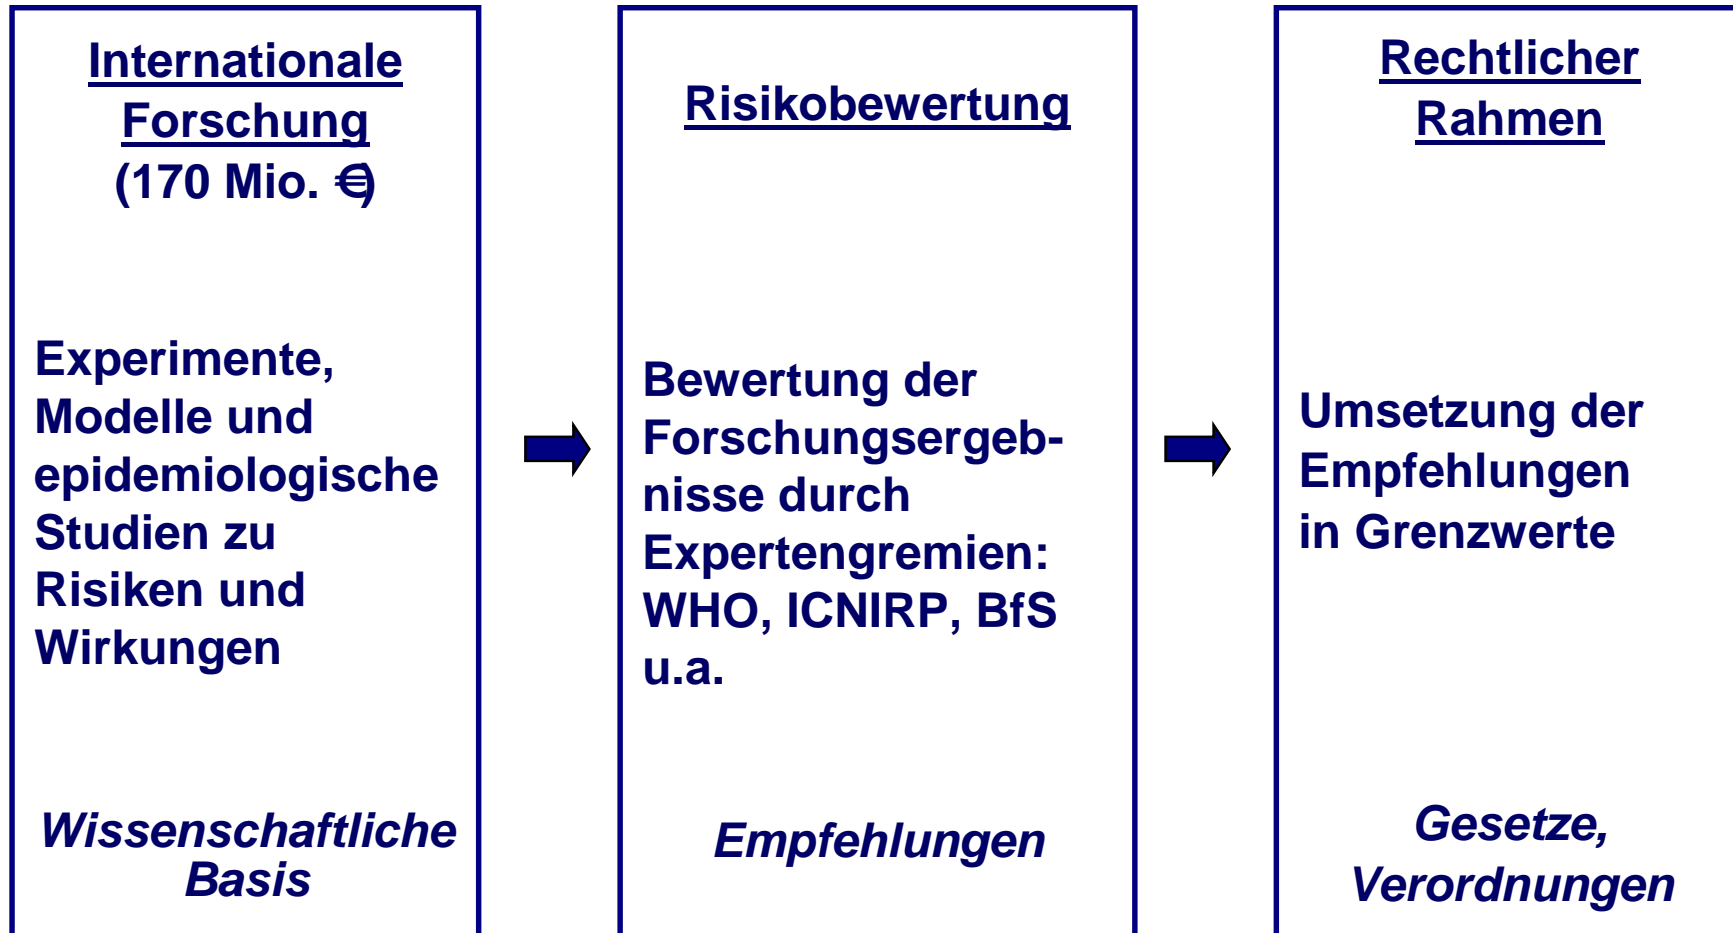 Internationale
Forschung
(170 Mio. €)
Experimente,
Modelle und
epidemiologische
Studien zu
Risiken und
Wirkungen
Wissenschaftliche
Basis
Risikobewertung
Bewertung der
Forschungsergeb-
nisse durch
Expertengremien:
WHO, ICNIRP, BfS
u.a.
Empfehlungen
Rechtlicher
Rahmen
Umsetzung der
Empfehlungen
in Grenzwerte
Gesetze,
Verordnungen